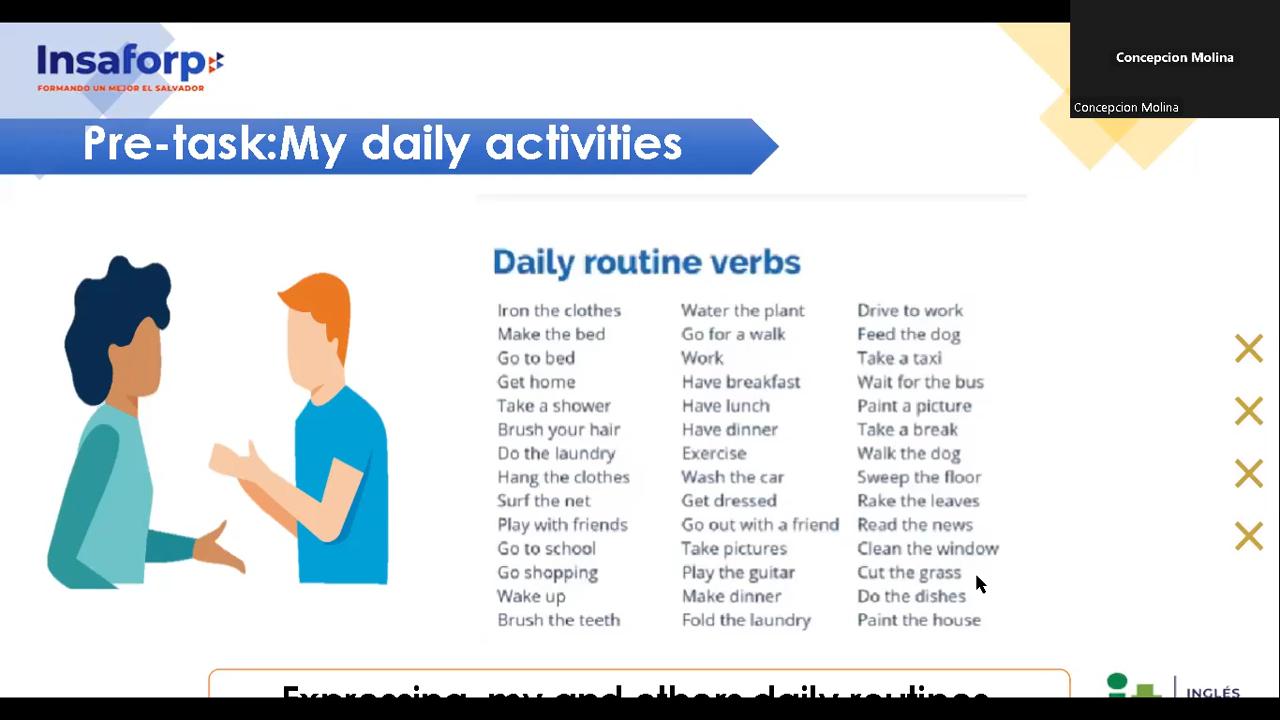 Insaforp
FORMANDO UN MEJOR EL SALVADOR
Concepcion Molina
Concepcion Molina
Pre-task:My daily activities
Daily routine verbs
Iron the clothes
Make the bed
Go to bed
Get home
Take a shower
Brush your hair
Do the laundry
Hang the clothes
Surf the net
Play with friends
Go to school
Go shopping
Wake up
Brush the teeth
Water the plant
Go for a walk
Work
Have breakfast
Have lunch
Have dinner
Exercise
Wash the car
Get dressed
Go out with a friend
Take pictures
Play the guitar
Make dinner
Fold the laundry
Drive to work
Feed the dog
Take a taxi
Wait for the bus
Paint a picture
Take a break
Walk the dog
Sweep the floor
Rake the leaves
Read the news
Clean the window
Cut the grass
Do the dishes
Paint the house
Expressing my and others daily routines
INGLÉS